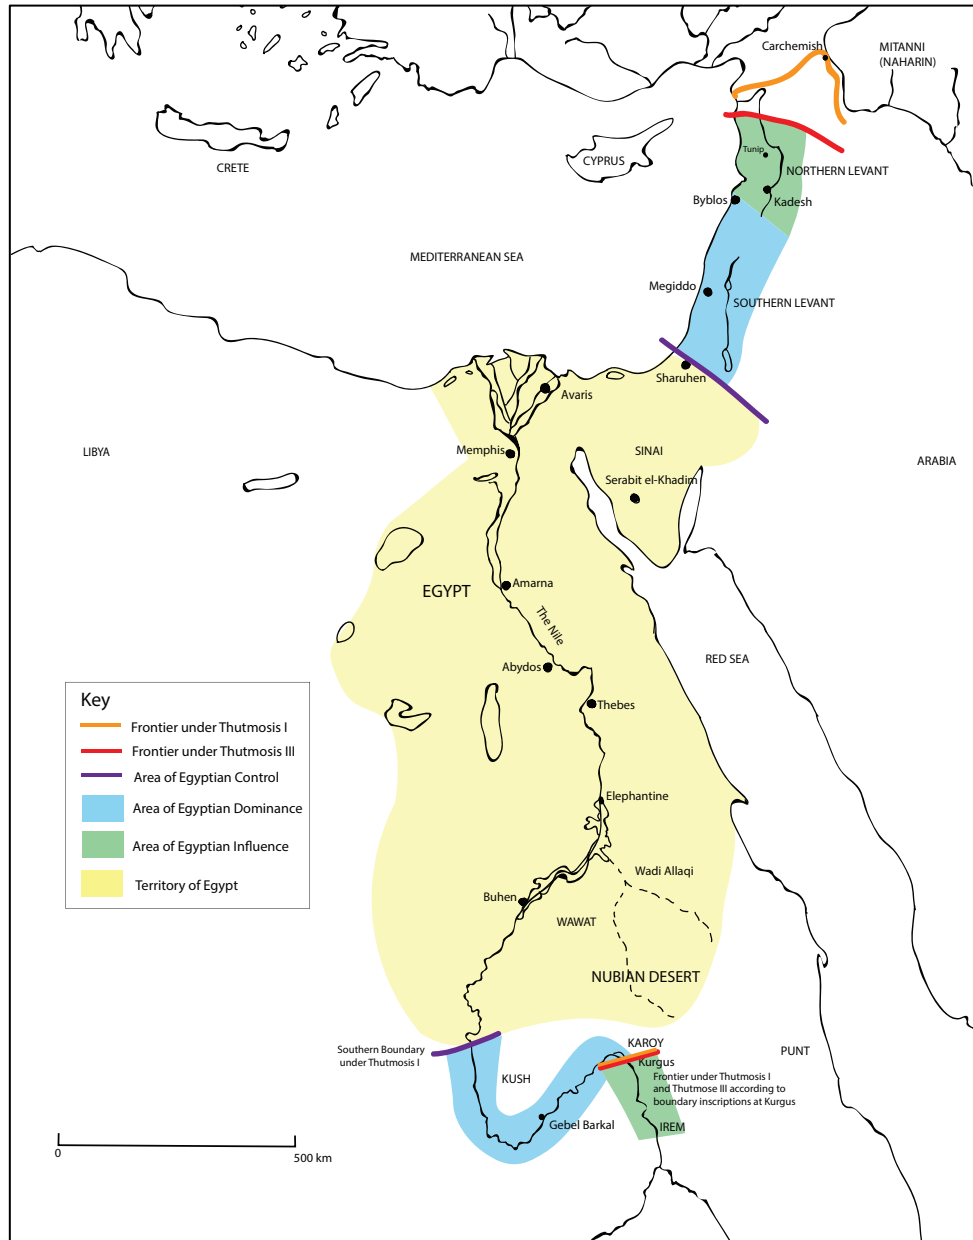 Carchemish
MITANNI
(NAHARIN)
CRETE
CYPRUS
Tunip
NORTHERN LEVANT
Byblos
Kadesh
MEDITERRANEAN SEA
Megiddo
SOUTHERN LEVANT
Sharuhen
Avaris
LIBYA
Memphis
SINAI
ARABIA
Serabit el-Khadim
EGYPT
Amarna
The Nile
RED SEA
Abydos
Thebes
Key
Frontier under Thutmosis I
Frontier under Thutmosis III
Area of Egyptian Control
Area of Egyptian Dominance
Area of Egyptian Influence
Territory of Egypt
Elephantine
Wadi Allaqi
Buhen
WAWAT
NUBIAN DESERT
Southern Boundary
under Thutmosis I
KAROY
PUNT
Kurgus
KUSH
Frontier under Thutmosis I
and Thutmose III according to
boundary inscriptions at Kurgus
Gebel Barkal
IREM
0
500 km